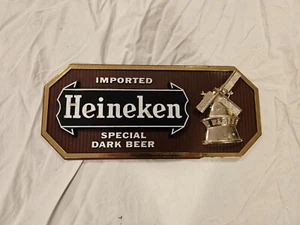 IMPORTED
Heineken
SPECIAL
DARK BEER